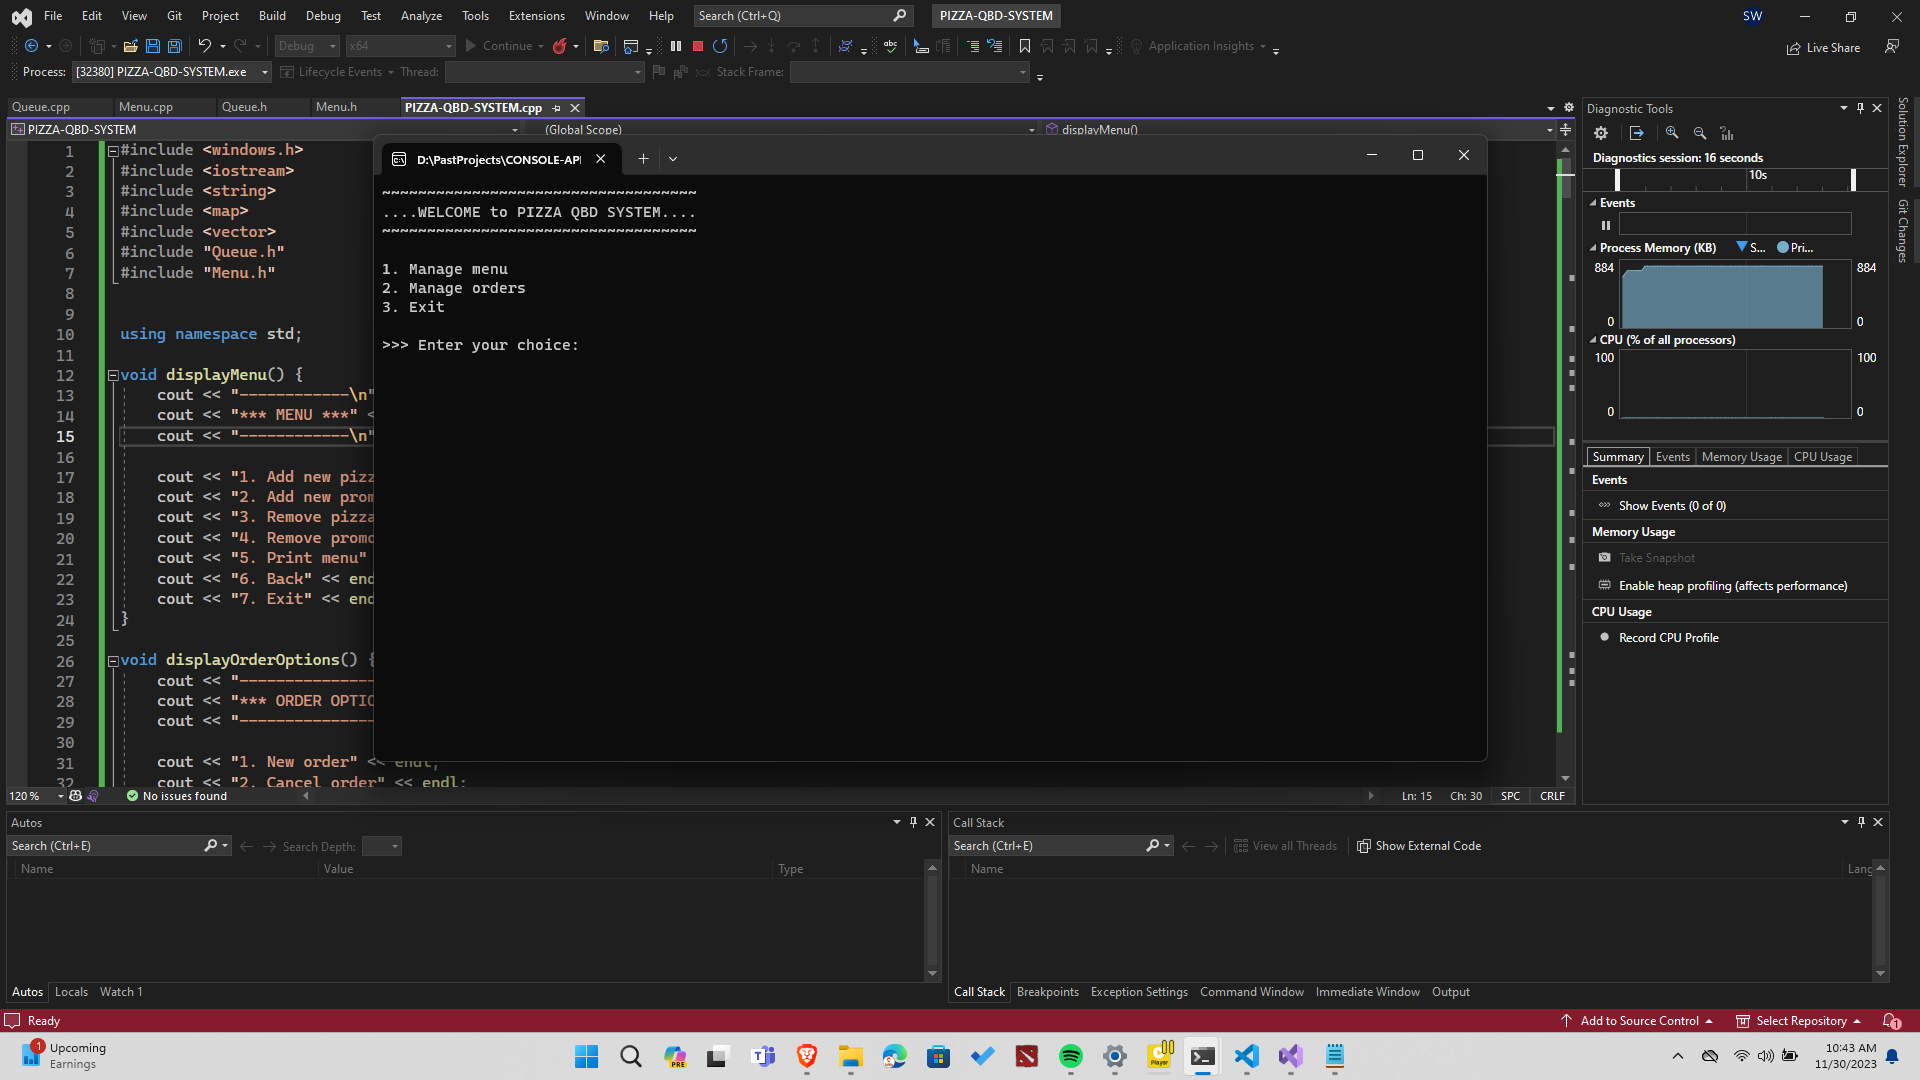 File Edit View Git Project Build Debug Test Analyze Tools Extensions Window Help Search (Ctrl+Q) PIZZA-QBD-SYSTEM SW
Debug x64 Continue Application Insights Live Share
Process: [32380] PIZZA-QBD-SYSTEM.exe Lifecycle Events Thread: Stack Frame:
Queue.cpp Menu.cpp Queue.h Menu.h PIZZA-QBD-SYSTEM.cpp
PIZZA-QBD-SYSTEM (Global Scope) displayMenu()
1 #include <windows.h>
2 #include <iostream>
3 #include <string>
4 #include <map>
5 #include <vector>
6 #include "Queue.h"
7 #include "Menu.h"
8
9
10 using namespace std;
11
12 void displayMenu() {
13 cout << "------------\n"
14 cout << "*** MENU ***" <
15 cout << "------------\n"
16
17 cout << "1. Add new pizz
18 cout << "2. Add new prom
19 cout << "3. Remove pizza
20 cout << "4. Remove promo
21 cout << "5. Print menu"
22 cout << "6. Back" << end
23 cout << "7. Exit" << end
24 }
25
26 void displayOrderOptions() {
27 cout << "---------------
28 cout << "*** ORDER OPTIO
29 cout << "---------------
30
31 cout << "1. New order" << endl;
32 cout << "2. Cancel order" << endl;
D:\PastProjects\CONSOLE-API
~~~~~~~~~~~~~~~~~~~~~~~~~~~~~~~~~~~
....WELCOME to PIZZA QBD SYSTEM....
~~~~~~~~~~~~~~~~~~~~~~~~~~~~~~~~~~~
1. Manage menu
2. Manage orders
3. Exit
>>> Enter your choice:
120 % No issues found Ln: 15 Ch: 30 SPC CRLF
Diagnostic Tools
Diagnostics session: 16 seconds
10s
Events
Process Memory (KB) S... Pri...
884 884
0 0
CPU (% of all processors)
100 100
0 0
Summary Events Memory Usage CPU Usage
Events
Show Events (0 of 0)
Memory Usage
Take Snapshot
Enable heap profiling (affects performance)
CPU Usage
Record CPU Profile
Solution Explorer
Git Changes
Autos
Search (Ctrl+E) Search Depth:
Name Value Type
Autos Locals Watch 1
Call Stack
Search (Ctrl+E) View all Threads Show External Code
Name Lang
Call Stack Breakpoints Exception Settings Command Window Immediate Window Output
Ready Add to Source Control Select Repository 1
1 Upcoming
Earnings
PRE
Player
10:43 AM
11/30/2023